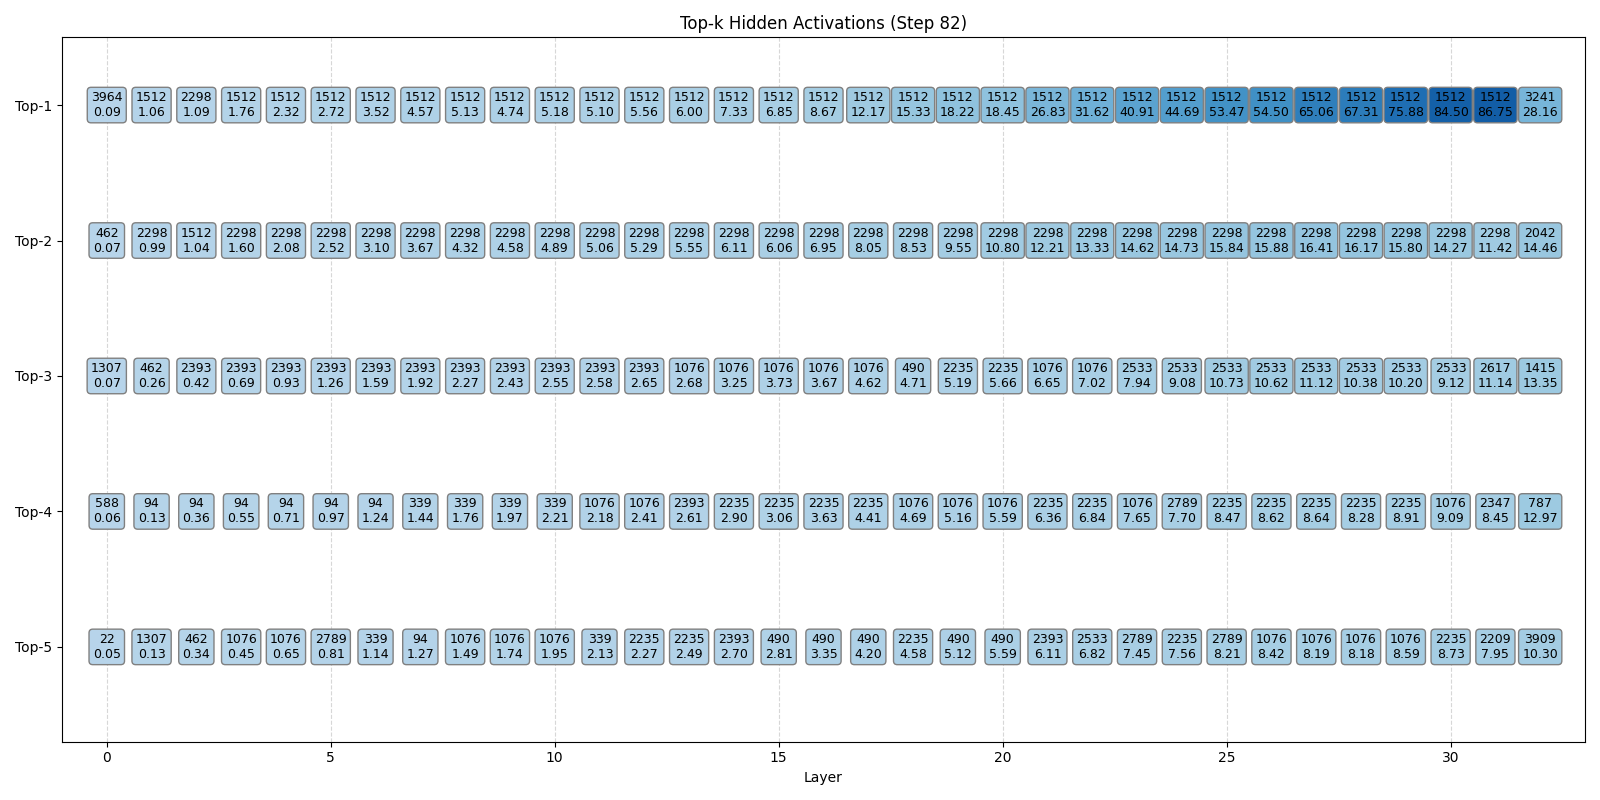 Top-k Hidden Activations (Step 82)
Top-1
3964 1512 2298 1512 1512 1512 1512 1512 1512 1512 1512 1512 1512 1512 1512 1512 1512 1512 1512 1512 1512 1512 1512 1512 1512 1512 1512 1512 1512 1512 1512 1512 3241
0.09 1.06 1.09 1.76 2.32 2.72 3.52 4.57 5.13 4.74 5.18 5.10 5.56 6.00 7.33 6.85 8.67 12.17 15.33 18.22 18.45 26.83 31.62 40.91 44.69 53.47 54.50 65.06 67.31 75.88 84.50 86.75 28.16
Top-2
462 2298 1512 2298 2298 2298 2298 2298 2298 2298 2298 2298 2298 2298 2298 2298 2298 2298 2298 2298 2298 2298 2298 2298 2298 2298 2298 2298 2298 2298 2298 2298 2042
0.07 0.99 1.04 1.60 2.08 2.52 3.10 3.67 4.32 4.58 4.89 5.06 5.29 5.55 6.11 6.06 6.95 8.05 8.53 9.55 10.80 12.21 13.33 14.62 14.73 15.84 15.88 16.41 16.17 15.80 14.27 11.42 14.46
Top-3
1307 462 2393 2393 2393 2393 2393 2393 2393 2393 2393 2393 2393 1076 1076 1076 1076 1076 490 2235 2235 1076 1076 2533 2533 2533 2533 2533 2533 2533 2533 2617 1415
0.07 0.26 0.42 0.69 0.93 1.26 1.59 1.92 2.27 2.43 2.55 2.58 2.65 2.68 3.25 3.73 3.67 4.62 4.71 5.19 5.66 6.65 7.02 7.94 9.08 10.73 10.62 11.12 10.38 10.20 9.12 11.14 13.35
Top-4
588 94 94 94 94 94 94 339 339 339 339 1076 1076 2393 2235 2235 2235 2235 1076 1076 1076 2235 2235 1076 2789 2235 2235 2235 2235 2235 1076 2347 787
0.06 0.13 0.36 0.55 0.71 0.97 1.24 1.44 1.76 1.97 2.21 2.18 2.41 2.61 2.90 3.06 3.63 4.41 4.69 5.16 5.59 6.36 6.84 7.65 7.70 8.47 8.62 8.64 8.28 8.91 9.09 8.45 12.97
Top-5
22 1307 462 1076 1076 2789 339 94 1076 1076 1076 339 2235 2235 2393 490 490 490 2235 490 490 2393 2533 2789 2235 2789 1076 1076 1076 1076 2235 2209 3909
0.05 0.13 0.34 0.45 0.65 0.81 1.14 1.27 1.49 1.74 1.95 2.13 2.27 2.49 2.70 2.81 3.35 4.20 4.58 5.12 5.59 6.11 6.82 7.45 7.56 8.21 8.42 8.19 8.18 8.59 8.73 7.95 10.30
0 5 10 15 20 25 30
Layer